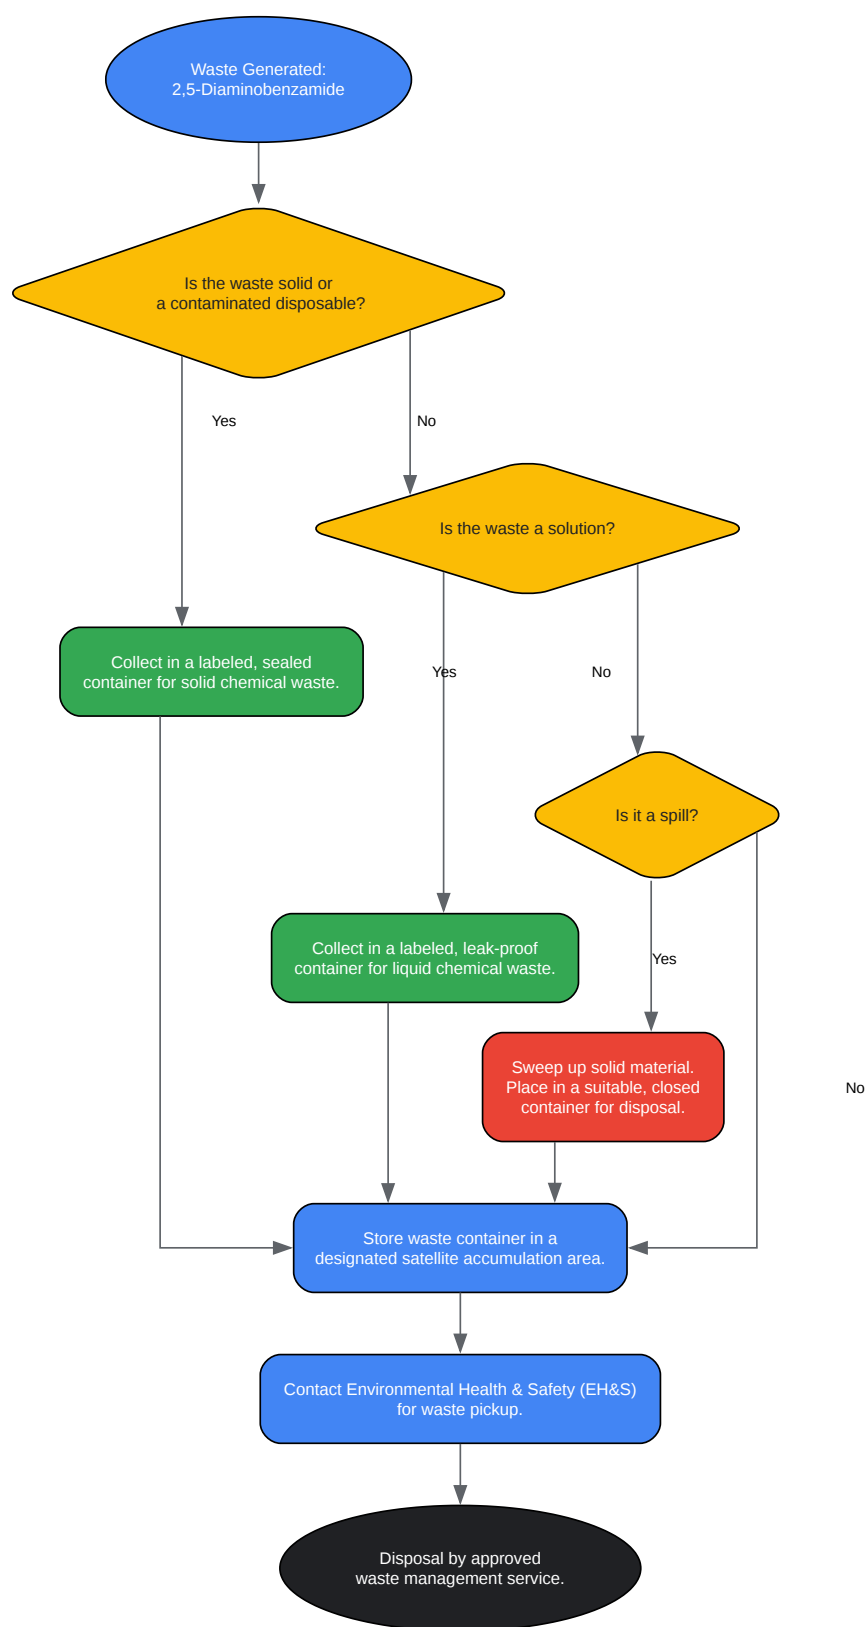 Waste Generated:
2,5-Diaminobenzamide
Is the waste solid or
a contaminated disposable?
Yes
No
Is the waste a solution?
Collect in a labeled, sealed
container for solid chemical waste.
Yes
No
Is it a spill?
Collect in a labeled, leak-proof
container for liquid chemical waste.
Yes
Sweep up solid material.
Place in a suitable, closed
container for disposal.
No
Store waste container in a
designated satellite accumulation area.
Contact Environmental Health & Safety (EH&S)
for waste pickup.
Disposal by approved
waste management service.